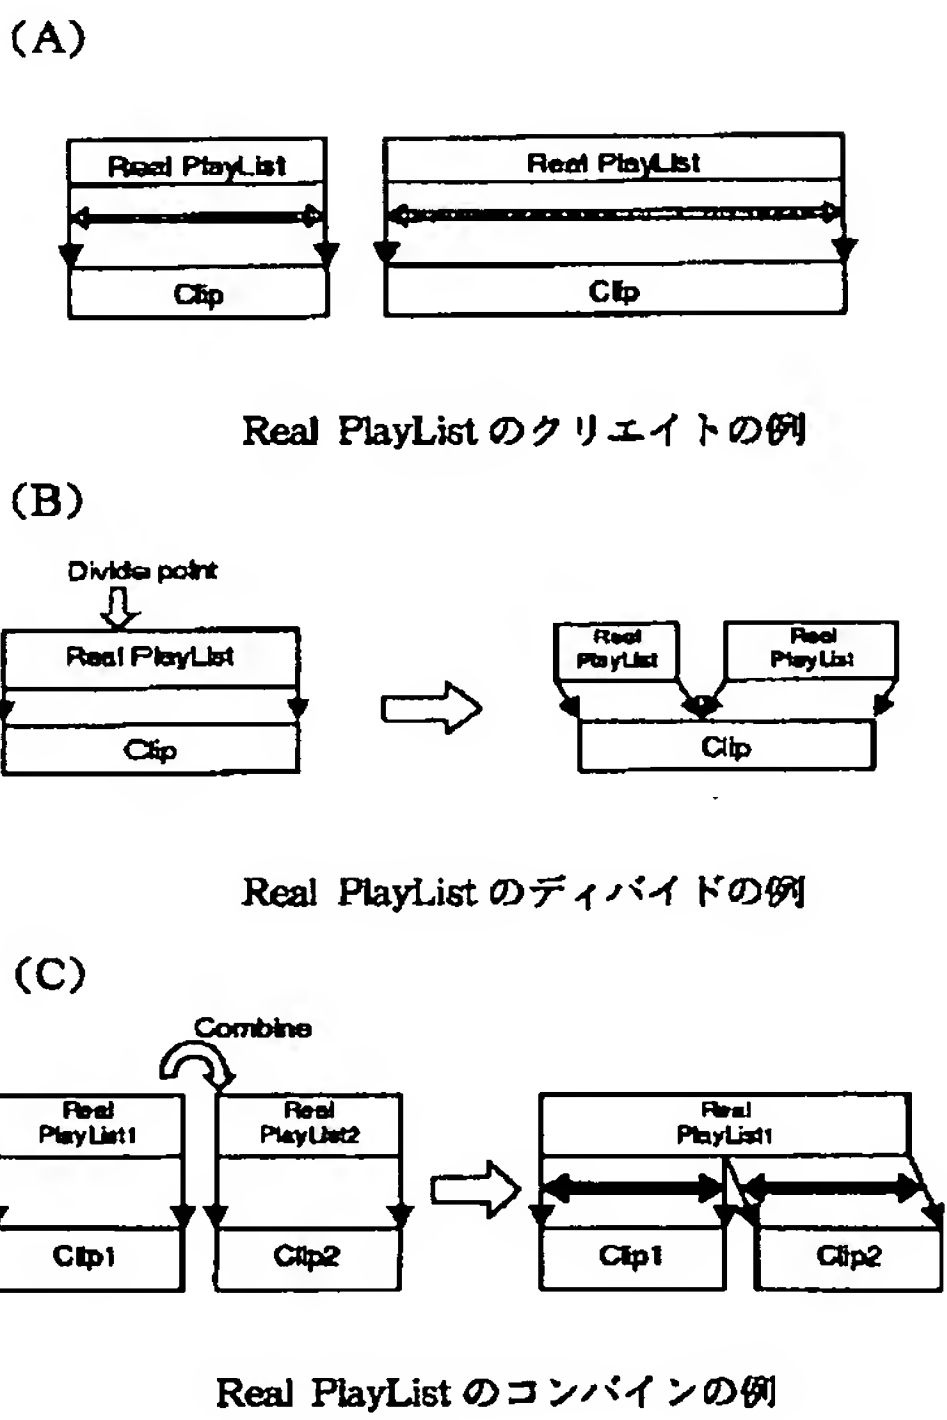 (A)
Real PlayList
Real PlayList
Clip
Clip
Real PlayList のクリエイトの例
(B)
Divide point
Real PlayList
Real
PlayList
Real
PlayList
Clip
Clip
Real PlayList のディバイドの例
(C)
Combine
Real
PlayList1
Real
PlayList2
Real
PlayList1
Clip1
Clip2
Clip1
Clip2
Real PlayList のコンバインの例